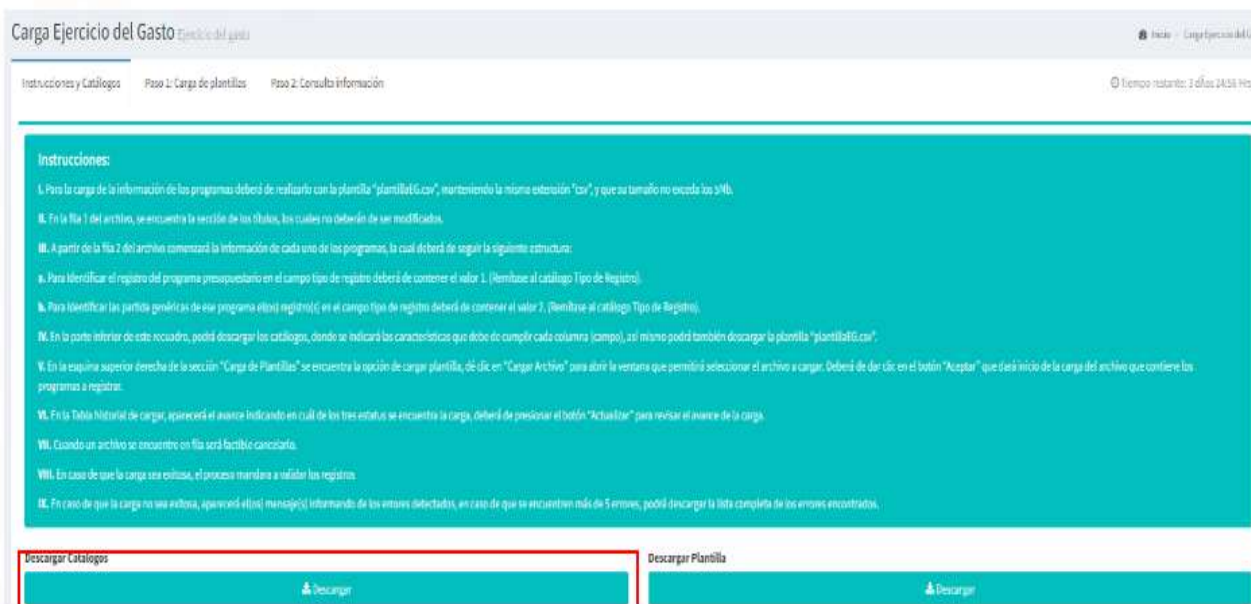 Carga Ejercicio del Gasto Ejercicio del gasto
Inicio - Carga Ejercicio del G
Instrucciones y Catálogos Paso 1: Carga de plantillas Paso 2: Consulta información
Tiempo restante: 3 días 24:56 Hrs
Instrucciones:
I. Para la carga de la información de los programas deberá de realizarlo con la plantilla "plantillaEG.csv", manteniendo la misma extensión "csv", y que su tamaño no exceda los 5Mb.
II. En la fila 1 del archivo, se encuentra la sección de los títulos, los cuales no deberán de ser modificados.
III. A partir de la fila 2 del archivo comenzará la información de cada uno de los programas, la cual deberá de seguir la siguiente estructura:
a. Para identificar el registro del programa presupuestario en el campo tipo de registro deberá de contener el valor 1. (Remítase al catálogo Tipo de Registro).
b. Para identificar las partida genéricas de ese programa el(os) registro(s) en el campo tipo de registro deberá de contener el valor 2. (Remítase al catálogo Tipo de Registro).
IV. En la parte inferior de este recuadro, podrá descargar los catálogos, donde se indicará las características que debe de cumplir cada columna (campo), así mismo podrá también descargar la plantilla "plantillaEG.csv".
V. En la esquina superior derecha de la sección "Carga de Plantillas" se encuentra la opción de cargar plantilla, dé clic en "Cargar Archivo" para abrir la ventana que permitirá seleccionar el archivo a cargar. Deberá de dar clic en el botón "Aceptar" que dará inicio de la carga del archivo que contiene los
programas a registrar.
VI. En la Tabla historial de cargar, aparecerá el avance indicando en cuál de los tres estatus se encuentra la carga, deberá de presionar el botón "Actualizar" para revisar el avance de la carga.
VII. Cuando un archivo se encuentre en fila será factible cancelarlo.
VIII. En caso de que la carga sea exitosa, el proceso mandara a validar los registros
IX. En caso de que la carga no sea exitosa, aparecerá el(os) mensaje(s) informando de los errores detectados, en caso de que se encuentren más de 5 errores, podrá descargar la lista completa de los errores encontrados.
Descargar Catalogos Descargar Plantilla
Descargar Descargar